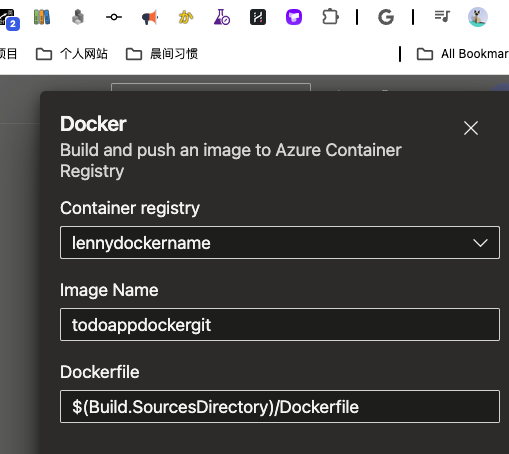 2
G
项目
个人网站
晨间习惯
All Bookmar
Docker
Build and push an image to Azure Container
Registry
Container registry
lennydockername
Image Name
todoappdockergit
Dockerfile
$(Build.SourcesDirectory)/Dockerfile